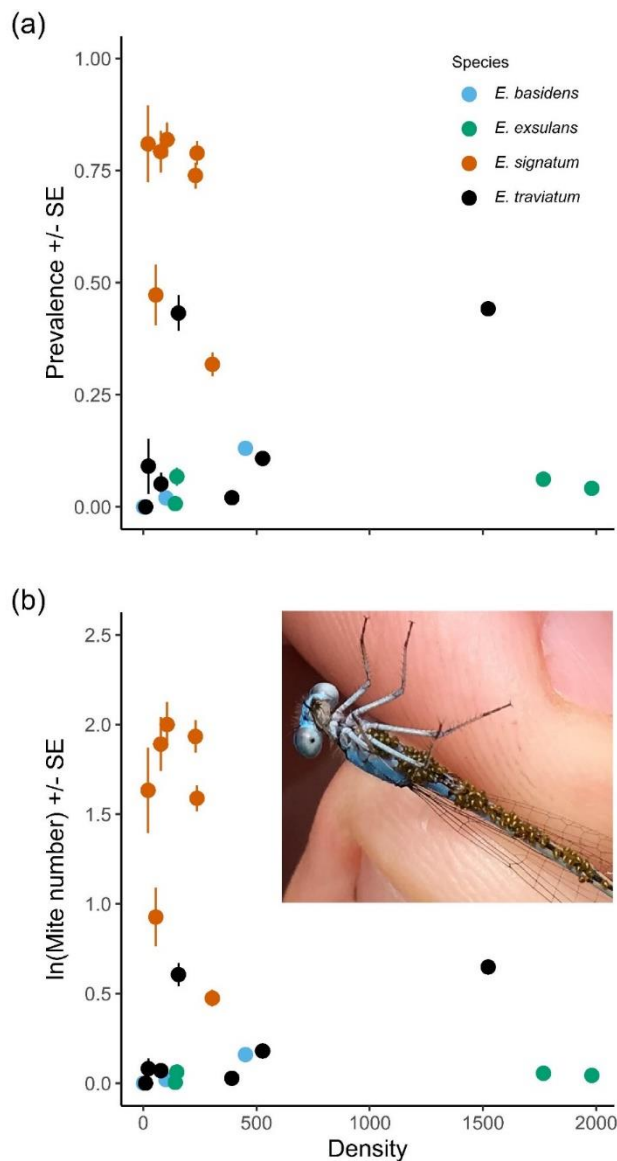 (a)
Prevalence +/- SE
1.00
0.75
0.50
0.25
0.00
Species
E. basidens
E. exsulans
E. signatum
E. traviatum
(b)
ln(Mite number) +/- SE
2.5
2.0
1.5
1.0
0.5
0.0
0 500 1000 1500 2000
Density